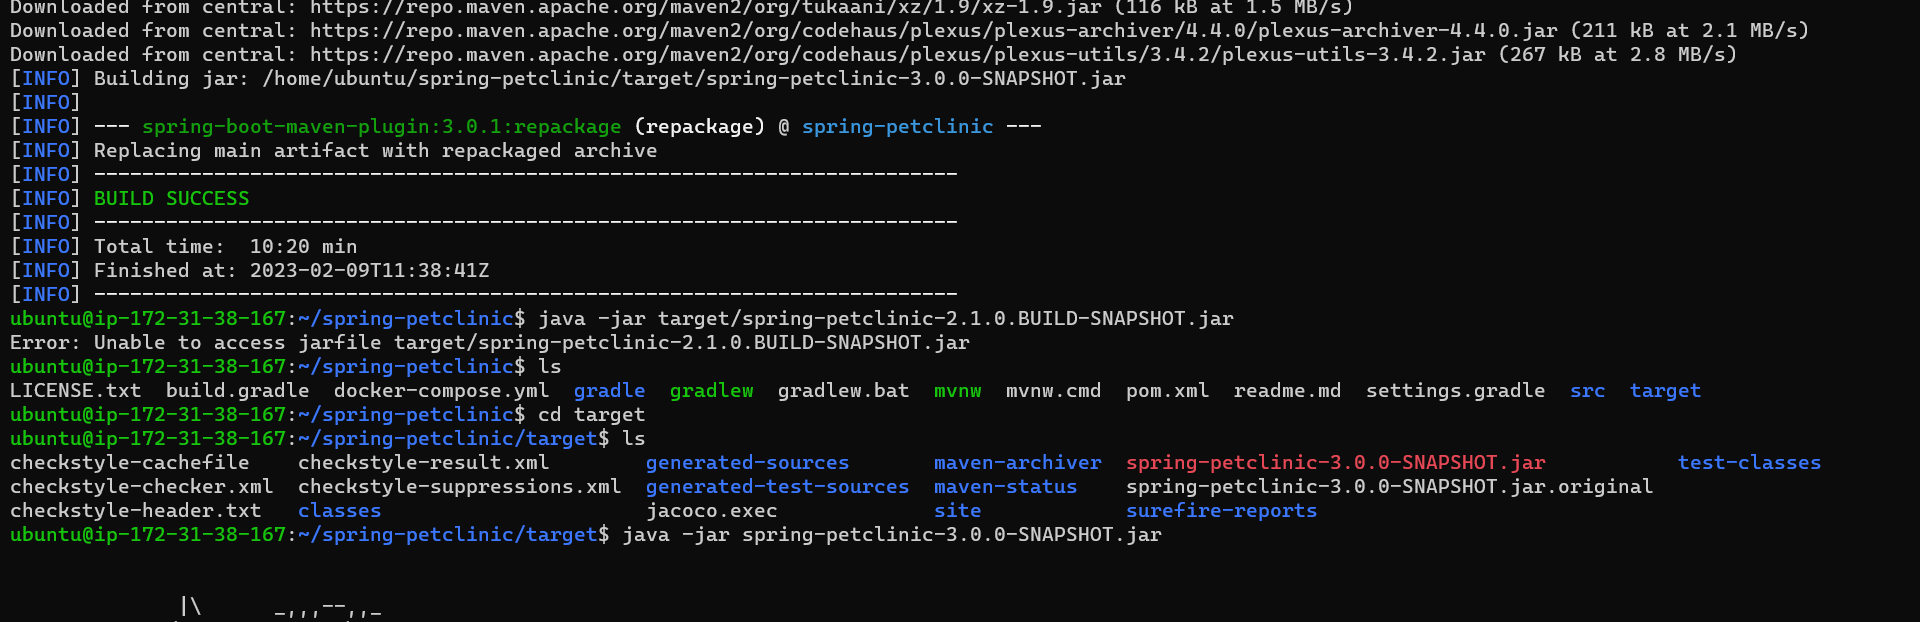 Downloaded from central: https://repo.maven.apache.org/maven2/org/tukaani/xz/1.9/xz-1.9.jar (116 kB at 1.5 MB/s)
Downloaded from central: https://repo.maven.apache.org/maven2/org/codehaus/plexus/plexus-archiver/4.4.0/plexus-archiver-4.4.0.jar (211 kB at 2.1 MB/s)
Downloaded from central: https://repo.maven.apache.org/maven2/org/codehaus/plexus/plexus-utils/3.4.2/plexus-utils-3.4.2.jar (267 kB at 2.8 MB/s)
[INFO] Building jar: /home/ubuntu/spring-petclinic/target/spring-petclinic-3.0.0-SNAPSHOT.jar
[INFO]
[INFO] --- spring-boot-maven-plugin:3.0.1:repackage (repackage) @ spring-petclinic ---
[INFO] Replacing main artifact with repackaged archive
[INFO] ------------------------------------------------------------------------
[INFO] BUILD SUCCESS
[INFO] ------------------------------------------------------------------------
[INFO] Total time:  10:20 min
[INFO] Finished at: 2023-02-09T11:38:41Z
[INFO] ------------------------------------------------------------------------
ubuntu@ip-172-31-38-167:~/spring-petclinic$ java -jar target/spring-petclinic-2.1.0.BUILD-SNAPSHOT.jar
Error: Unable to access jarfile target/spring-petclinic-2.1.0.BUILD-SNAPSHOT.jar
ubuntu@ip-172-31-38-167:~/spring-petclinic$ ls
LICENSE.txt  build.gradle  docker-compose.yml  gradle  gradlew  gradlew.bat  mvnw  mvnw.cmd  pom.xml  readme.md  settings.gradle  src  target
ubuntu@ip-172-31-38-167:~/spring-petclinic$ cd target
ubuntu@ip-172-31-38-167:~/spring-petclinic/target$ ls
checkstyle-cachefile    checkstyle-result.xml        generated-sources       maven-archiver  spring-petclinic-3.0.0-SNAPSHOT.jar           test-classes
checkstyle-checker.xml  checkstyle-suppressions.xml  generated-test-sources  maven-status    spring-petclinic-3.0.0-SNAPSHOT.jar.original
checkstyle-header.txt   classes                      jacoco.exec             site            surefire-reports
ubuntu@ip-172-31-38-167:~/spring-petclinic/target$ java -jar spring-petclinic-3.0.0-SNAPSHOT.jar
|\      _,,,--,,_